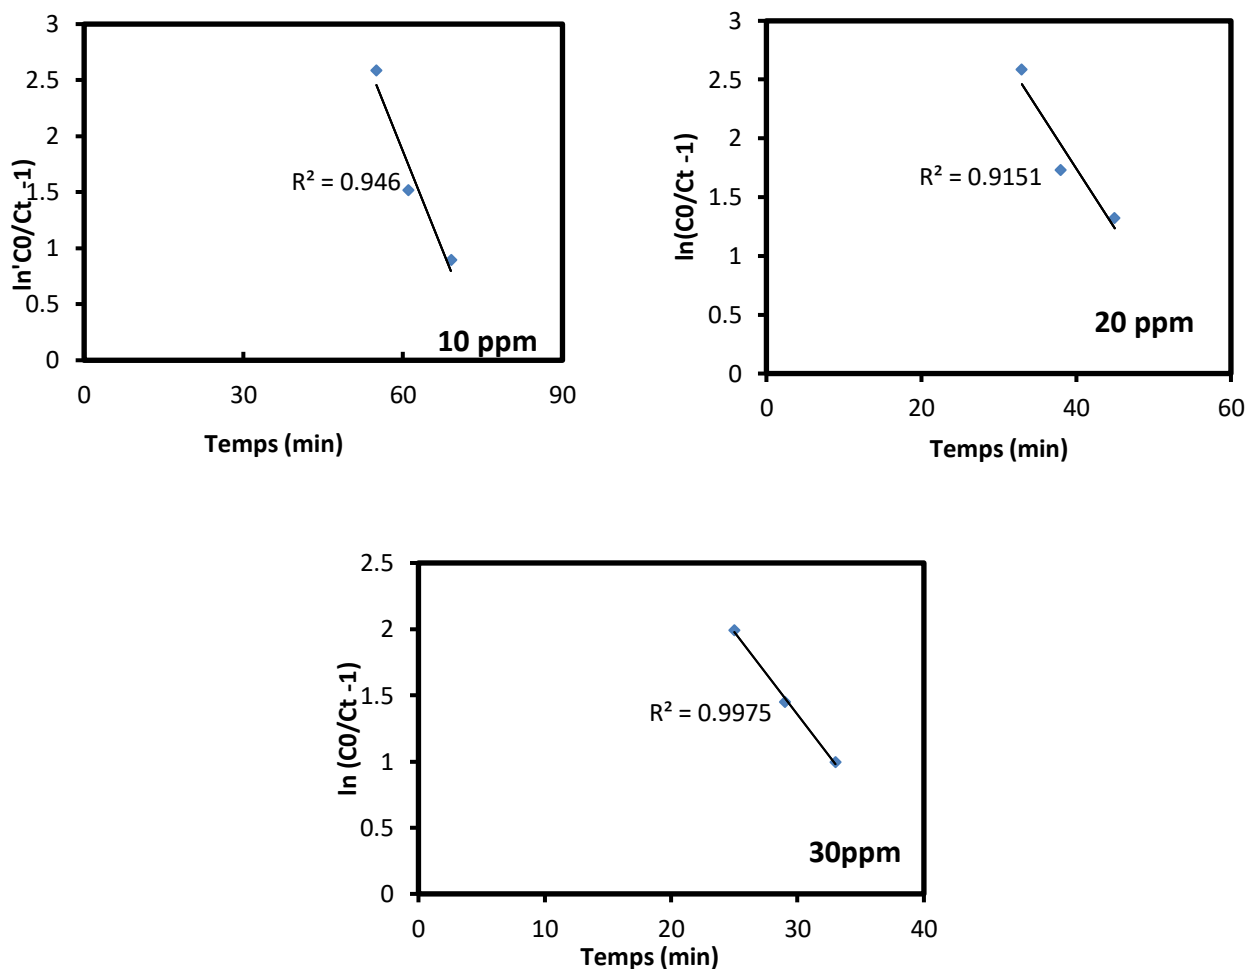 3
2.5
2
1.5
1
0.5
0
ln'C0/Ct -1)
R² = 0.946
10 ppm
0 30 60 90
Temps (min)
3
2.5
2
1.5
1
0.5
0
ln(C0/Ct -1)
R² = 0.9151
20 ppm
0 20 40 60
Temps (min)
2.5
2
1.5
1
0.5
0
ln (C0/Ct -1)
R² = 0.9975
30ppm
0 10 20 30 40
Temps (min)